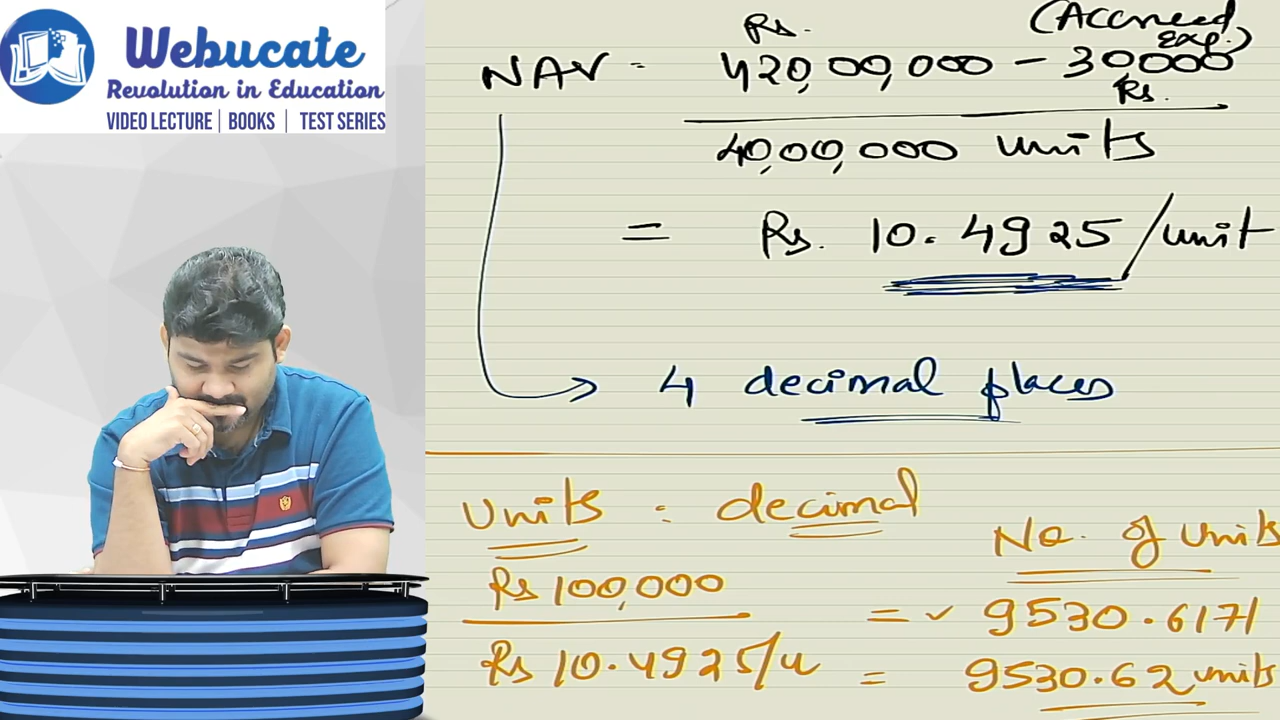 Webucate
Revolution in Education
VIDEO LECTURE | BOOKS | TEST SERIES
Rs. (Accrued Exp.)
NAV = 420,00,000 - 30000
Rs.
40,00,000 units
= Rs. 10.4925/unit
4 decimal places
Units : decimal
No. of Units
Rs 100,000
= ✓ 9530.6171
Rs 10.4925/u
= 9530.62 units